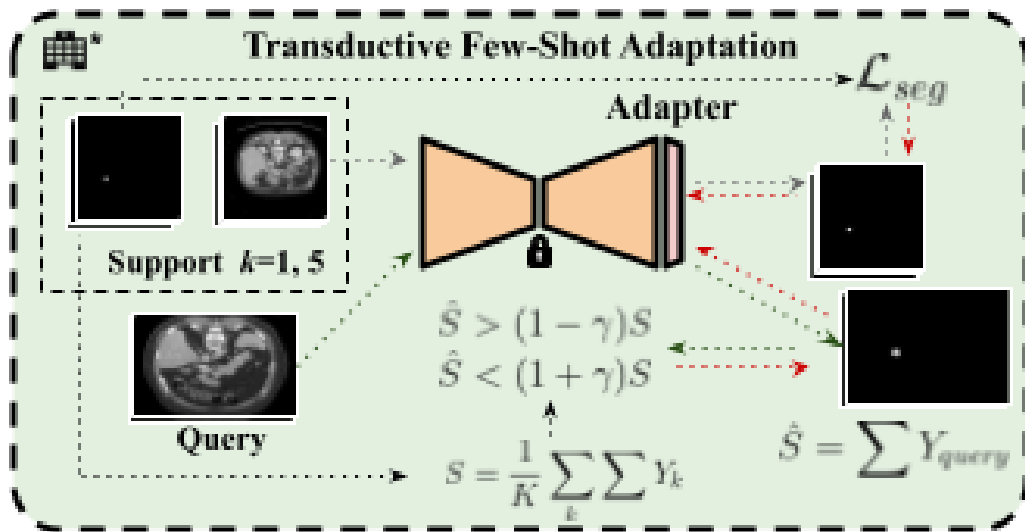 Transductive Few-Shot Adaptation
ℒ_seg
Adapter
Support k=1, 5
Ŝ > (1 − γ)S
Ŝ < (1 + γ)S
Query
Ŝ = ∑ Y_query
S = 1/K ∑_k ∑ Y_k